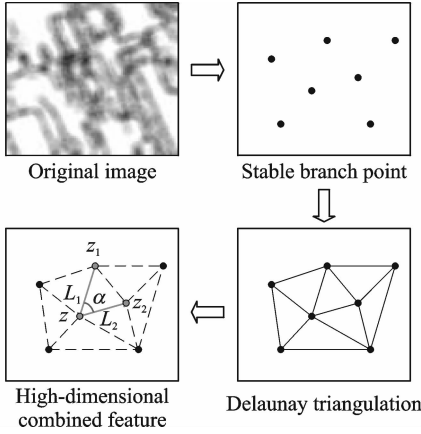 Original image
Stable branch point
z1
L1
α
z
z2
L2
High-dimensional
combined feature
Delaunay triangulation